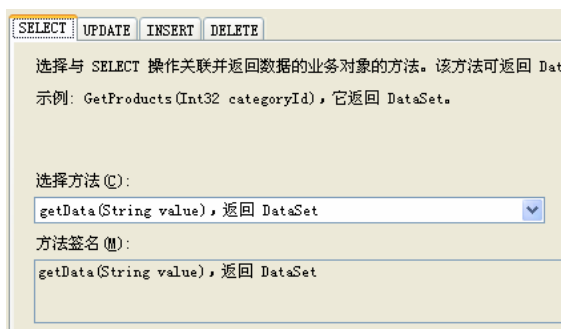 SELECT UPDATE INSERT DELETE
选择与 SELECT 操作关联并返回数据的业务对象的方法。该方法可返回 Dat
示例: GetProducts(Int32 categoryId)，它返回 DataSet。
选择方法(C):
getData(String value)，返回 DataSet
方法签名(M):
getData(String value)，返回 DataSet